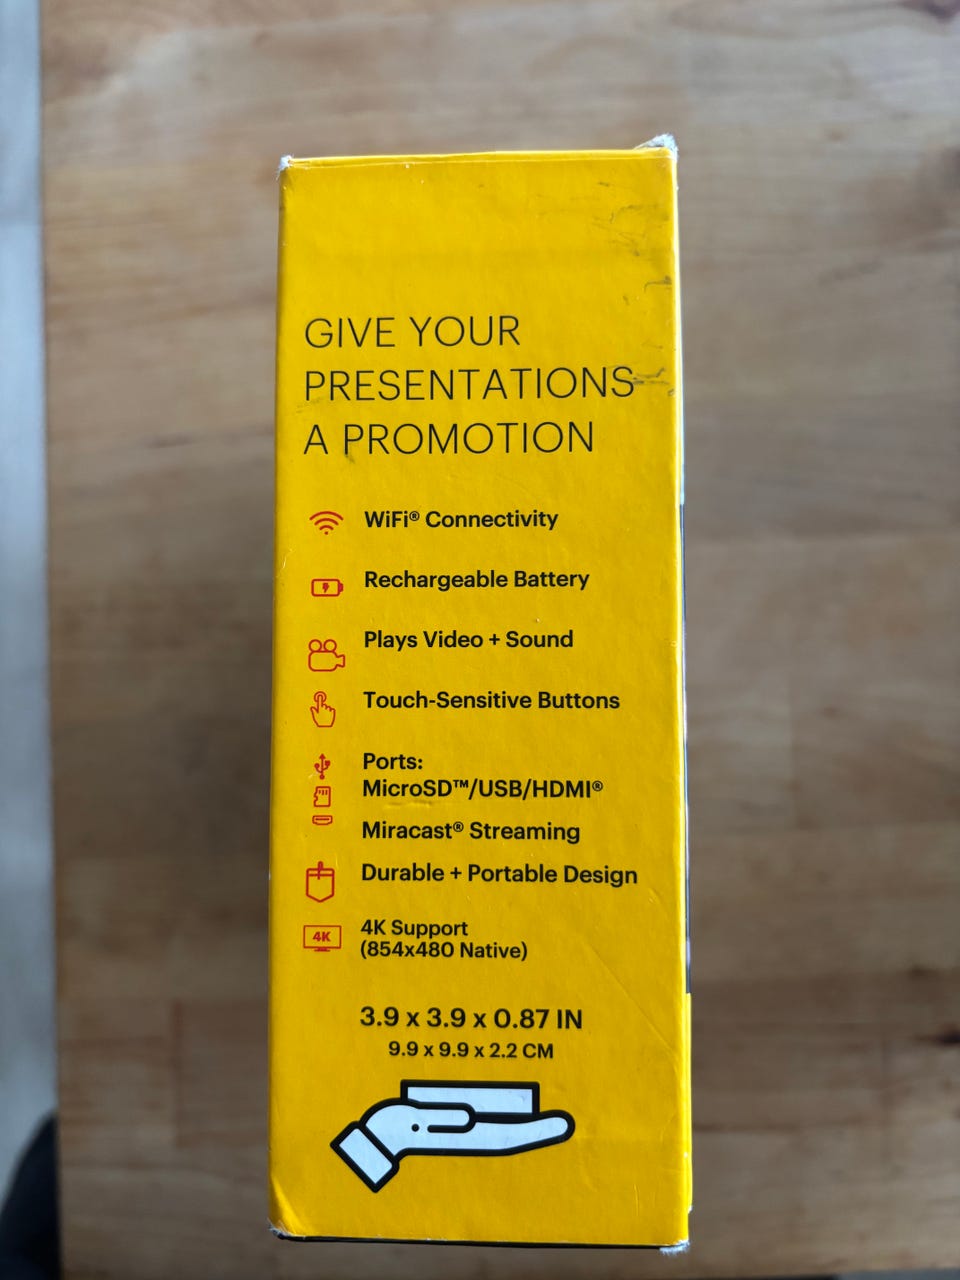 GIVE YOUR
PRESENTATIONS
A PROMOTION
WiFi® Connectivity
Rechargeable Battery
Plays Video + Sound
Touch-Sensitive Buttons
Ports:
MicroSD™/USB/HDMI®
Miracast® Streaming
Durable + Portable Design
4K
4K Support
(854x480 Native)
3.9 x 3.9 x 0.87 IN
9.9 x 9.9 x 2.2 CM